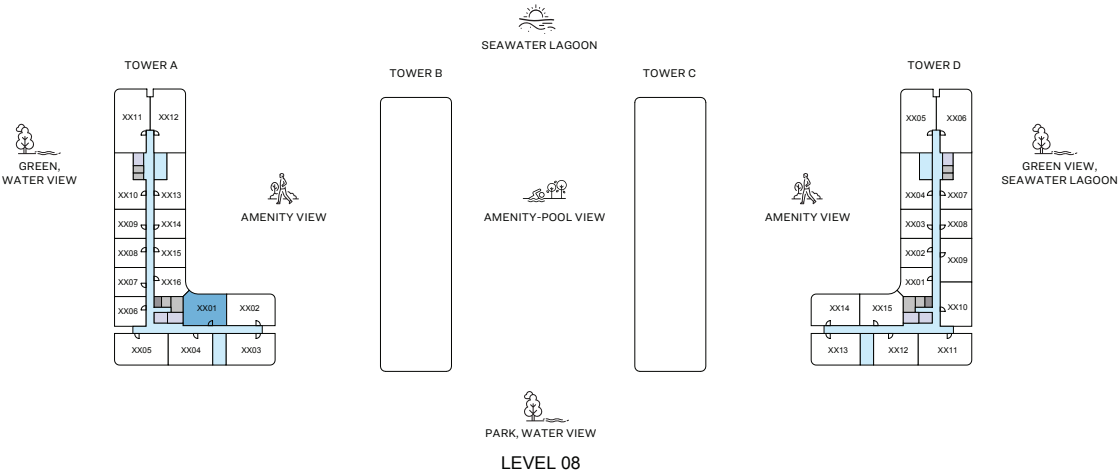 SEAWATER LAGOON
TOWER A
TOWER B
TOWER C
TOWER D
XX11
XX12
XX05
XX06
GREEN,
WATER VIEW
GREEN VIEW,
SEAWATER LAGOON
XX10
XX13
XX04
XX07
AMENITY VIEW
AMENITY-POOL VIEW
AMENITY VIEW
XX09
XX14
XX03
XX08
XX08
XX15
XX02
XX09
XX07
XX16
XX01
XX06
XX01
XX02
XX14
XX15
XX10
XX05
XX04
XX03
XX13
XX12
XX11
PARK, WATER VIEW
LEVEL 08